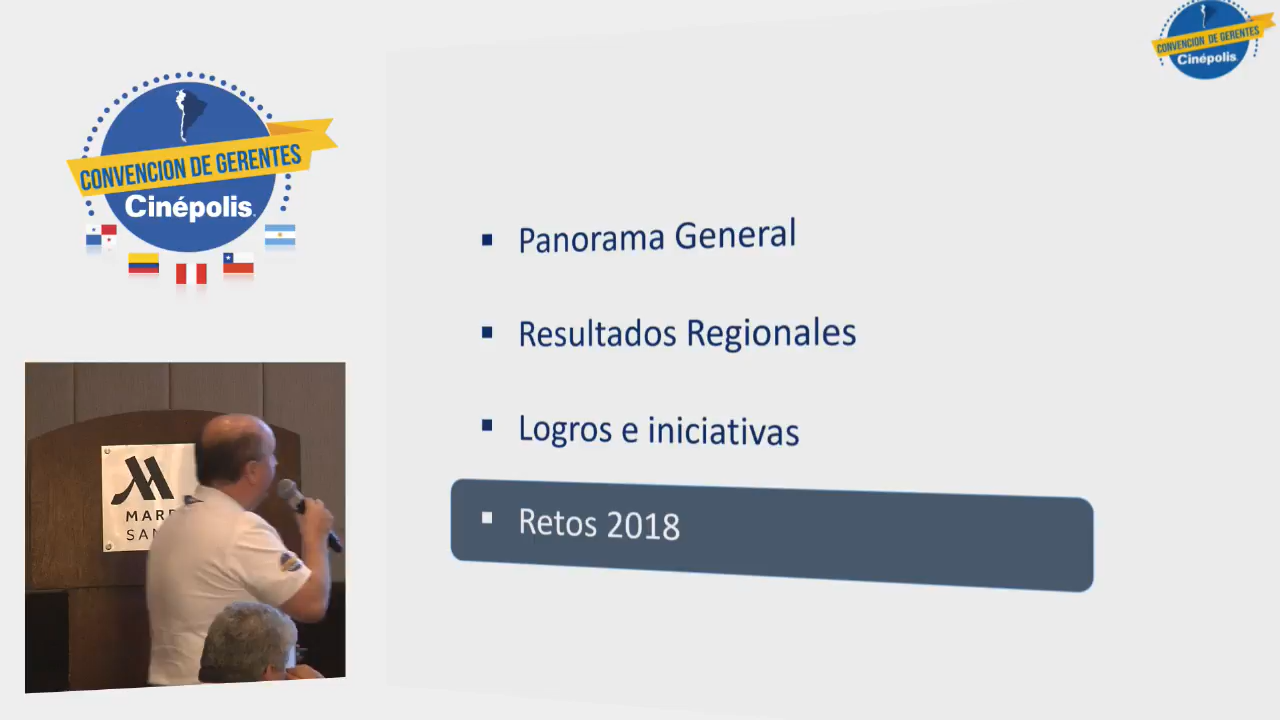 CONVENCION DE GERENTES
Cinépolis
CONVENCION DE GERENTES
Cinépolis
Panorama General
Resultados Regionales
Logros e iniciativas
Retos 2018